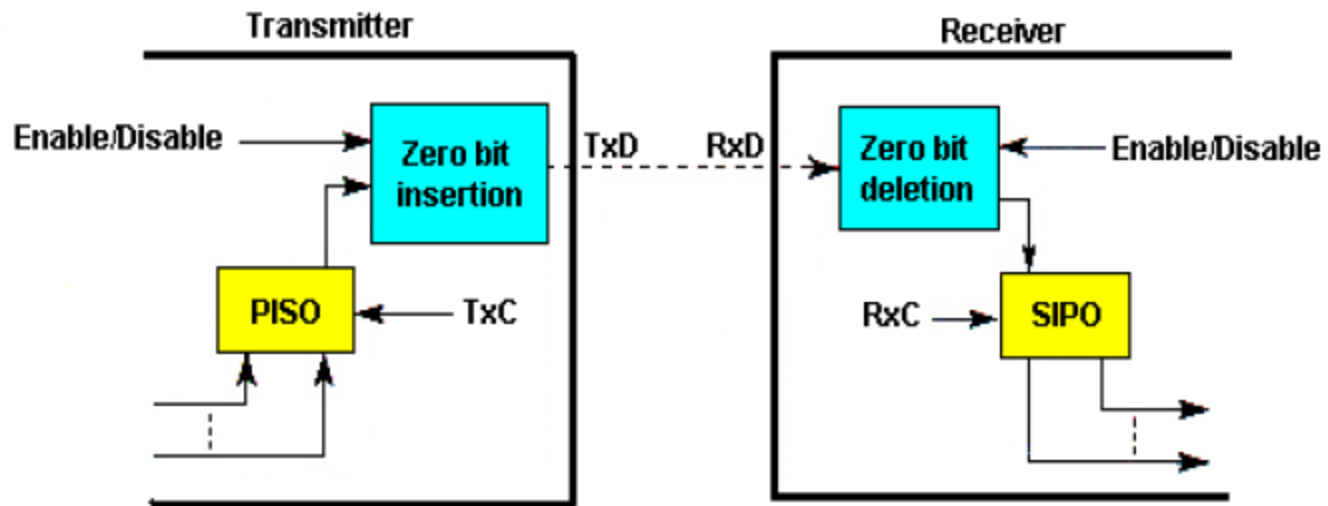 Transmitter
Receiver
Enable/Disable
Zero bit
insertion
TxD
RxD
Zero bit
deletion
Enable/Disable
PISO
TxC
RxC
SIPO